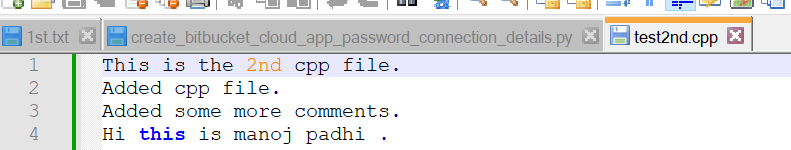 1st.txt create_bitbucket_cloud_app_password_connection_details.py test2nd.cpp
1 This is the 2nd cpp file.
2 Added cpp file.
3 Added some more comments.
4 Hi this is manoj padhi .